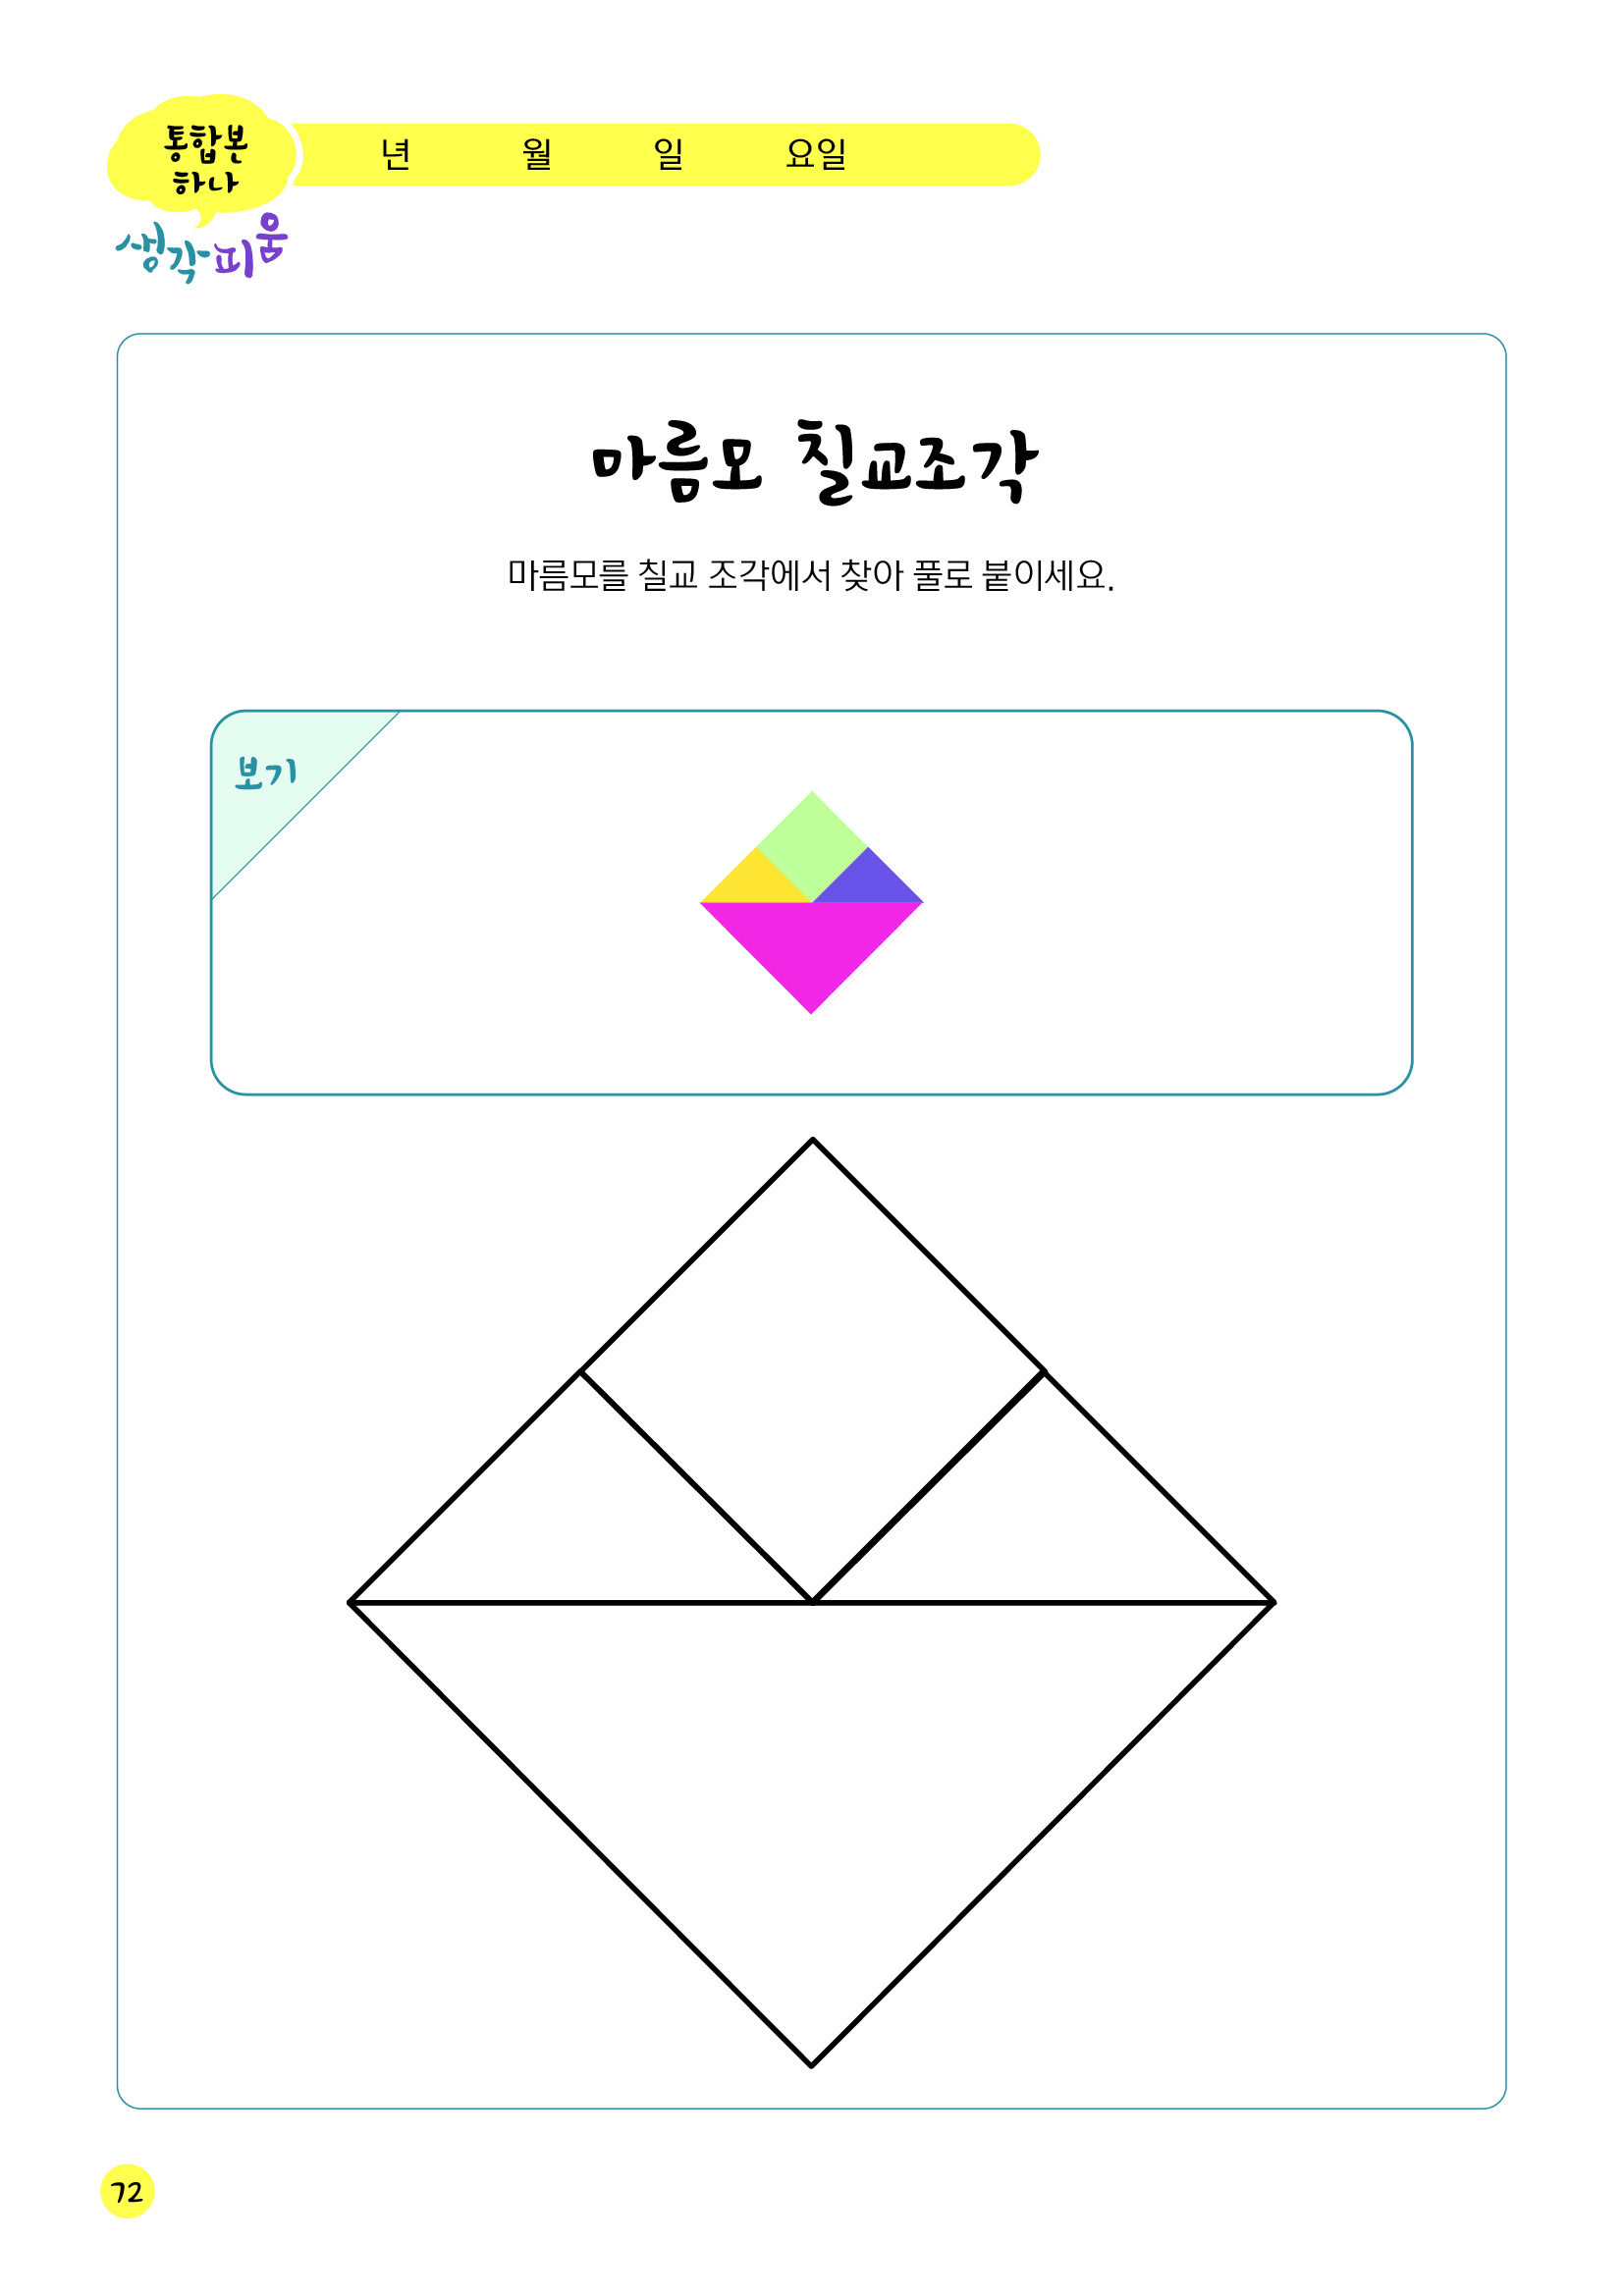 통합본
하나
년 월 일 요일
생각피움
마름모 칠교조각
마름모를 칠교 조각에서 찾아 풀로 붙이세요.
보기
72